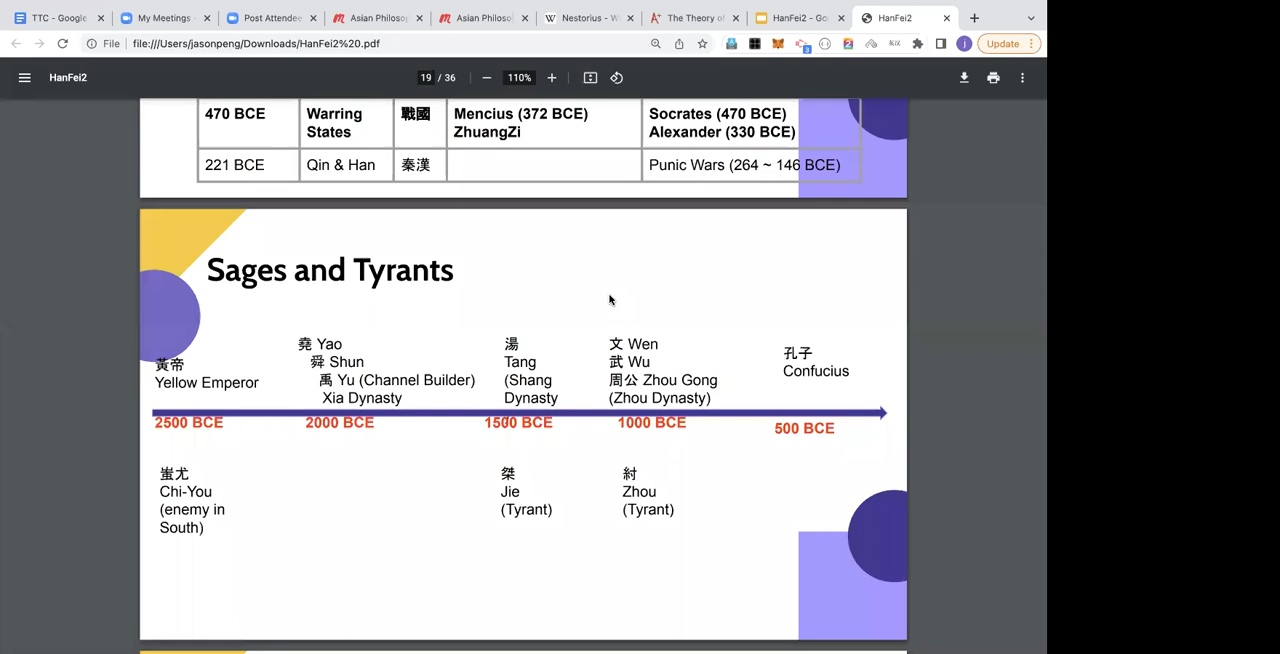 TTC - Google
My Meetings -
Post Attendee
Asian Philoso
Asian Philoso
Nestorius - W
The Theory of
HanFei2 - Go
HanFei2
File
file:///Users/jasonpeng/Downloads/HanFei2%20.pdf
Update
HanFei2
19 / 36
110%
470 BCE
Warring
States
戰國
Mencius (372 BCE)
ZhuangZi
Socrates (470 BCE)
Alexander (330 BCE)
221 BCE
Qin & Han
秦漢
Punic Wars (264 ~ 146 BCE)
Sages and Tyrants
黃帝
Yellow Emperor
堯 Yao
舜 Shun
禹 Yu (Channel Builder)
Xia Dynasty
湯
Tang
(Shang
Dynasty
文 Wen
武 Wu
周公 Zhou Gong
(Zhou Dynasty)
孔子
Confucius
2500 BCE
2000 BCE
1500 BCE
1000 BCE
500 BCE
蚩尤
Chi-You
(enemy in
South)
桀
Jie
(Tyrant)
紂
Zhou
(Tyrant)